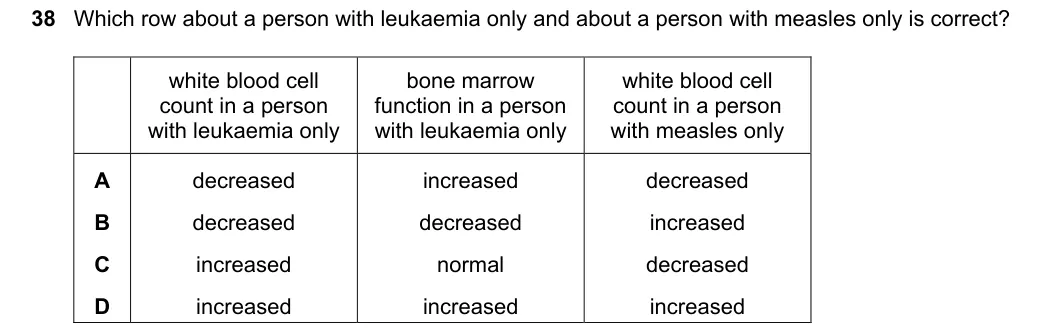 38 Which row about a person with leukaemia only and about a person with measles only is correct?
white blood cell count in a person with leukaemia only
bone marrow function in a person with leukaemia only
white blood cell count in a person with measles only
A decreased increased decreased
B decreased decreased increased
C increased normal decreased
D increased increased increased